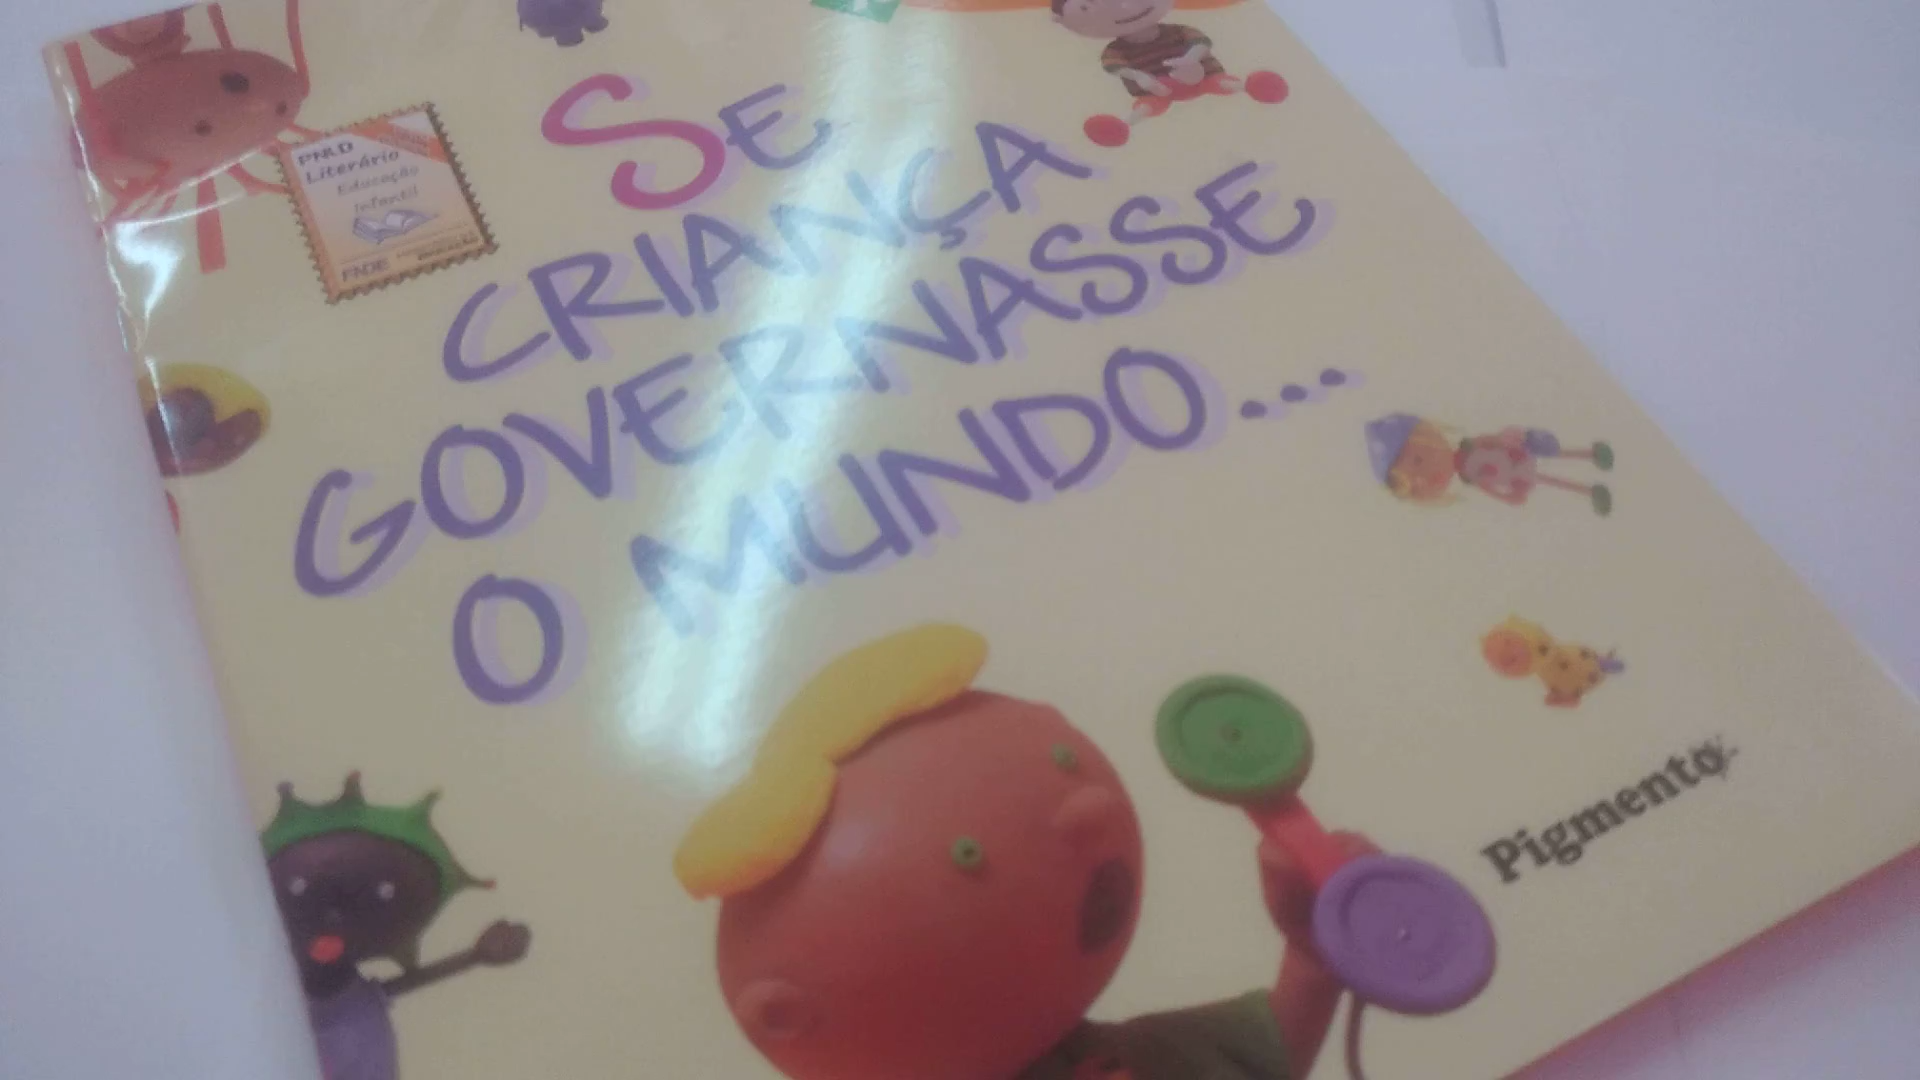 PNLD
Literário
Educação
Infantil
FNDE
SE
CRIANÇA
GOVERNASSE
O MUNDO...
Pigmento